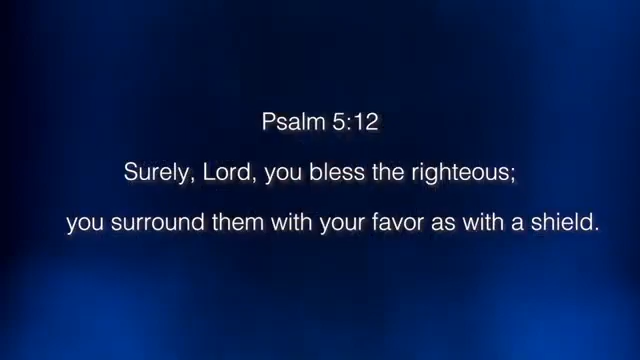 Psalm 5:12
Surely, Lord, you bless the righteous;
you surround them with your favor as with a shield.